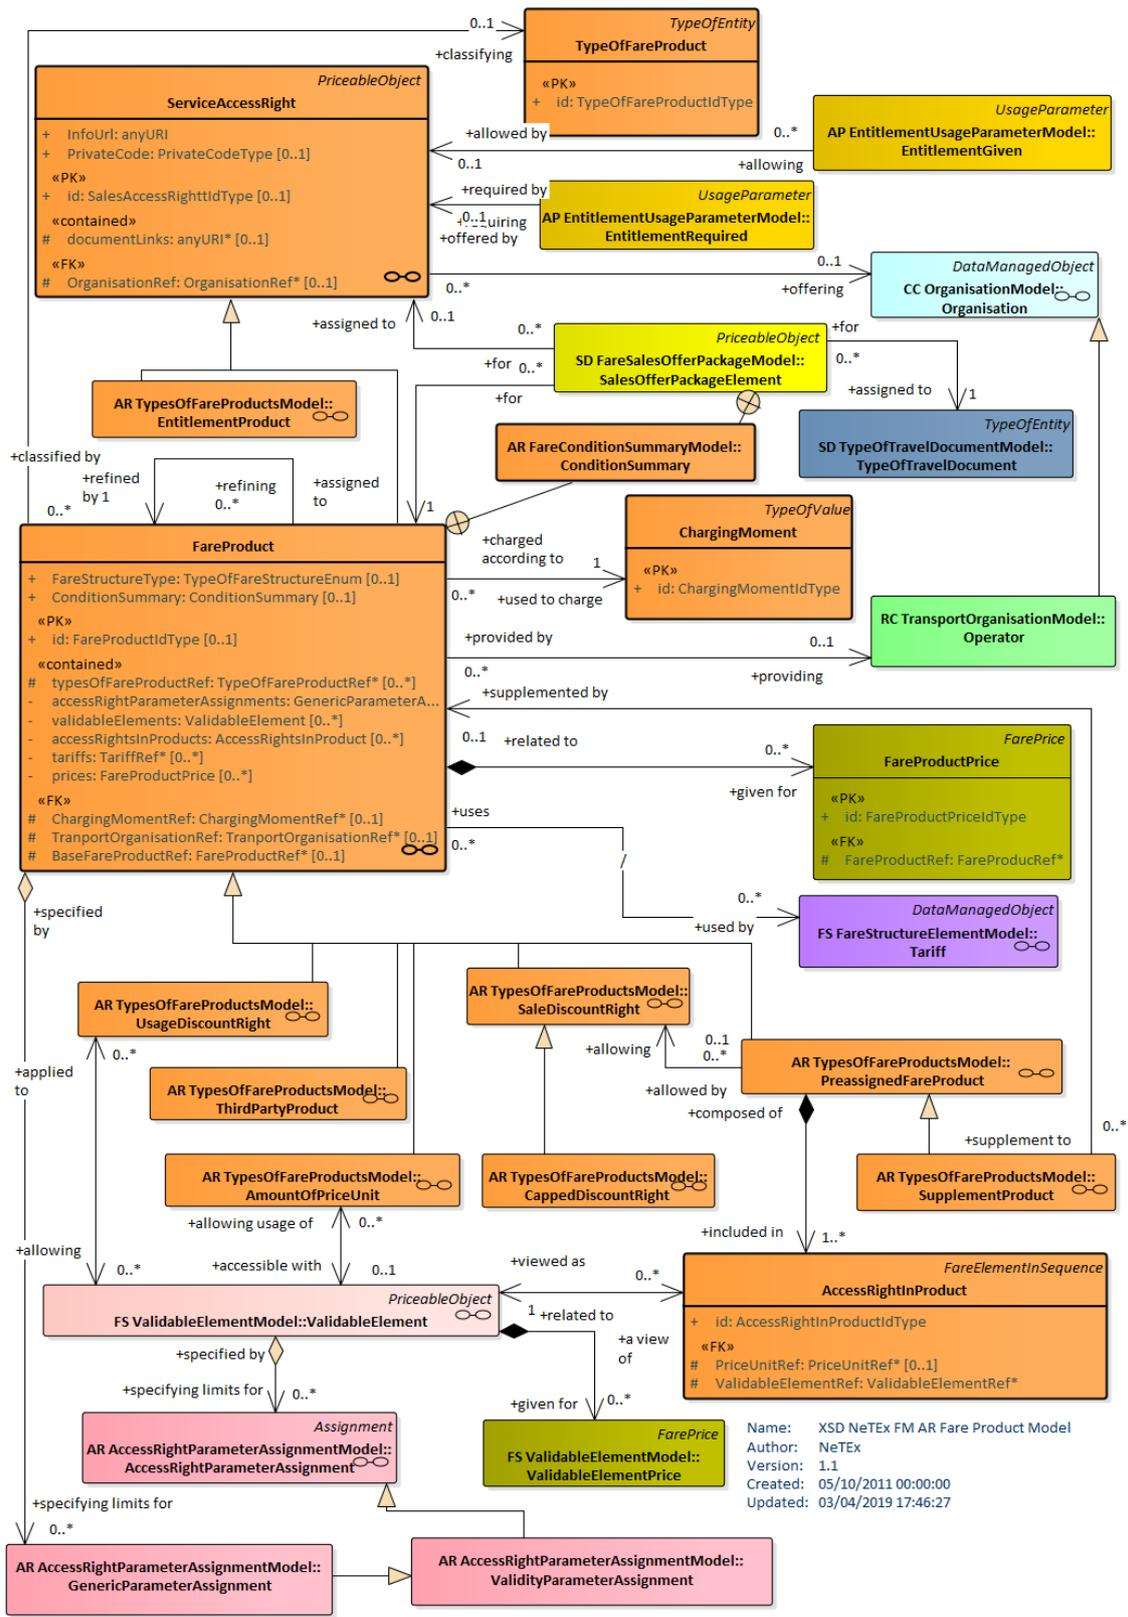 0..1
+classifying
TypeOfEntity
TypeOfFareProduct
«PK»
+ id: TypeOfFareProductIdType
PriceableObject
ServiceAccessRight
+ InfoUrl: anyURI
+ PrivateCode: PrivateCodeType [0..1]
«PK»
+ id: SalesAccessRighttIdType [0..1]
«contained»
# documentLinks: anyURI* [0..1]
«FK»
# OrganisationRef: OrganisationRef* [0..1]
+allowed by
0..1
0..*
+allowing
UsageParameter
AP EntitlementUsageParameterModel::
EntitlementGiven
+required by
0..1
+offered by
UsageParameter
AP EntitlementUsageParameterModel::
EntitlementRequired
0..*
0..1
+offering
DataManagedObject
CC OrganisationModel::
Organisation
+assigned to
0..1
0..*
+for
0..*
+for
PriceableObject
SD FareSalesOfferPackageModel::
SalesOfferPackageElement
+for
0..*
+assigned to
1
AR TypesOfFareProductsModel::
EntitlementProduct
AR FareConditionSummaryModel::
ConditionSummary
TypeOfEntity
SD TypeOfTravelDocumentModel::
TypeOfTravelDocument
+classified by
0..*
+refined
by 1
+refining
0..*
+assigned
to
1
FareProduct
+ FareStructureType: TypeOfFareStructureEnum [0..1]
+ ConditionSummary: ConditionSummary [0..1]
«PK»
+ id: FareProductIdType [0..1]
«contained»
# typesOfFareProductRef: TypeOfFareProductRef* [0..*]
- accessRightParameterAssignments: GenericParameterA...
- validableElements: ValidableElement [0..*]
- accessRightsInProducts: AccessRightsInProduct [0..*]
- tariffs: TariffRef* [0..*]
- prices: FareProductPrice [0..*]
«FK»
# ChargingMomentRef: ChargingMomentRef* [0..1]
# TranportOrganisationRef: TranportOrganisationRef* [0..1]
# BaseFareProductRef: FareProductRef* [0..1]
+charged
according to
1
0..*
+used to charge
TypeOfValue
ChargingMoment
«PK»
+ id: ChargingMomentIdType
+provided by
0..*
0..1
+providing
RC TransportOrganisationModel::
Operator
+supplemented by
0..1
+related to
0..*
+given for
FarePrice
FareProductPrice
«PK»
+ id: FareProductPriceIdType
«FK»
# FareProductRef: FareProducRef*
+uses
0..*
/
0..*
+used by
DataManagedObject
FS FareStructureElementModel::
Tariff
+specified
by
AR TypesOfFareProductsModel::
UsageDiscountRight
AR TypesOfFareProductsModel::
SaleDiscountRight
0..*
+applied
to
+allowing
0..1
0..*
+allowed by
+composed of
AR TypesOfFareProductsModel::
PreassignedFareProduct
AR TypesOfFareProductsModel::
ThirdPartyProduct
0..*
+supplement to
AR TypesOfFareProductsModel::
AmountOfPriceUnit
AR TypesOfFareProductsModel::
CappedDiscountRight
AR TypesOfFareProductsModel::
SupplementProduct
+allowing usage of
0..*
+included in
1..*
+allowing
0..*
+accessible with
0..1
+viewed as
0..*
1
+related to
+a view
of
PriceableObject
FS ValidableElementModel::ValidableElement
FareElementInSequence
AccessRightInProduct
+ id: AccessRightInProductIdType
«FK»
# PriceUnitRef: PriceUnitRef* [0..1]
# ValidableElementRef: ValidableElementRef*
+specified by
+specifying limits for
0..*
+given for
0..*
Assignment
AR AccessRightParameterAssignmentModel::
AccessRightParameterAssignment
FarePrice
FS ValidableElementModel::
ValidableElementPrice
Name: XSD NeTEx FM AR Fare Product Model
Author: NeTEx
Version: 1.1
Created: 05/10/2011 00:00:00
Updated: 03/04/2019 17:46:27
+specifying limits for
0..*
AR AccessRightParameterAssignmentModel::
GenericParameterAssignment
AR AccessRightParameterAssignmentModel::
ValidityParameterAssignment